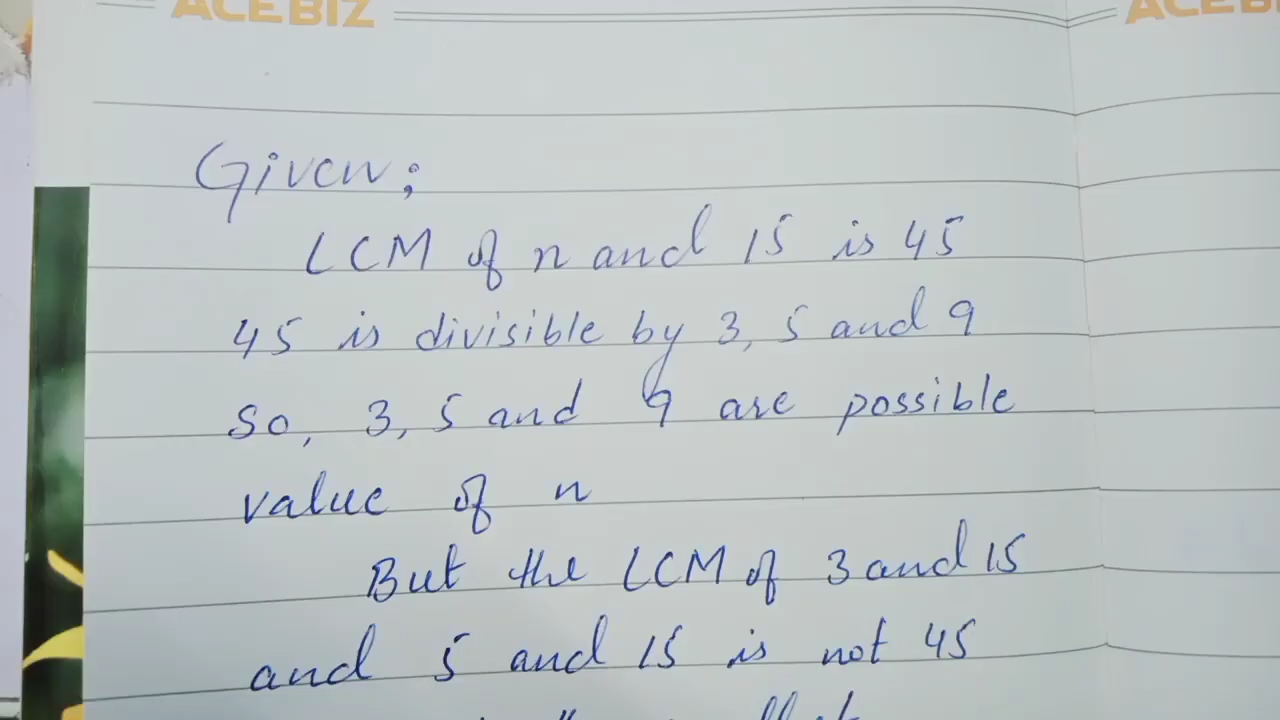 ACEBIZ
Given;
LCM of n and 15 is 45
45 is divisible by 3, 5 and 9
So, 3, 5 and 9 are possible
value of n
But the LCM of 3 and 15
and 5 and 15 is not 45